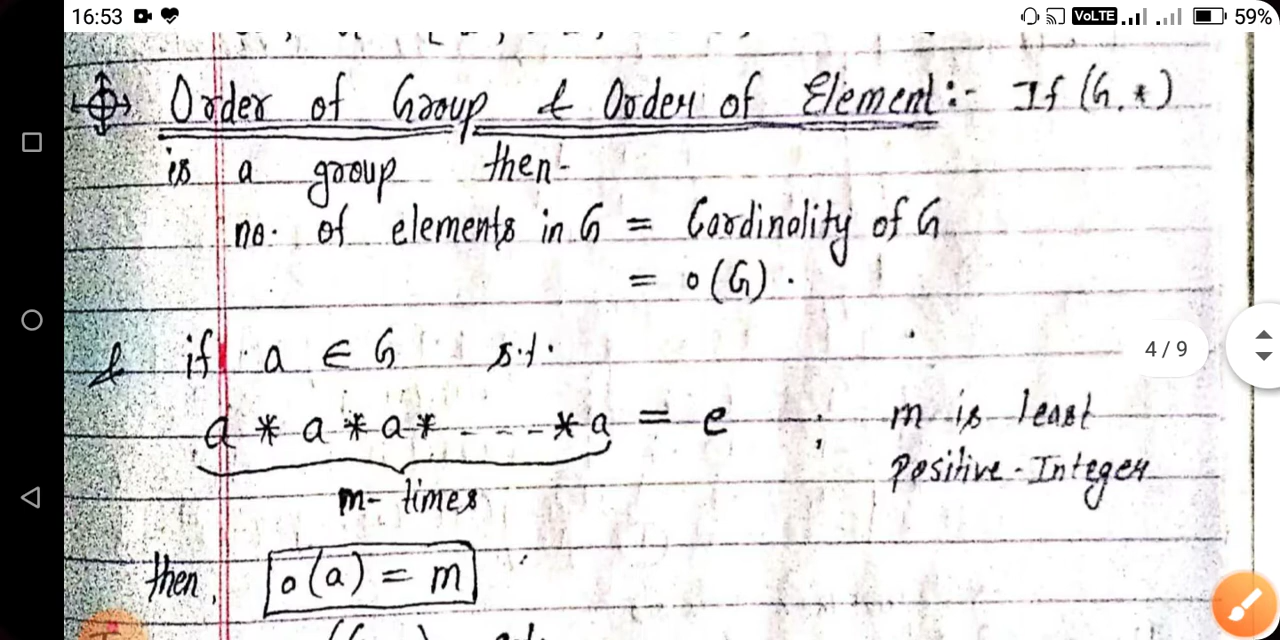 16:53
VoLTE
59%
Order of Group & Order of Element:- If (G,*)
is a group then-
no. of elements in G = Cardinality of G
= o(G).
& if a ∈ G s.t.
a * a * a * - - - - * a = e ; m is least
positive-Integer
m- times
then, o(a) = m
4/9